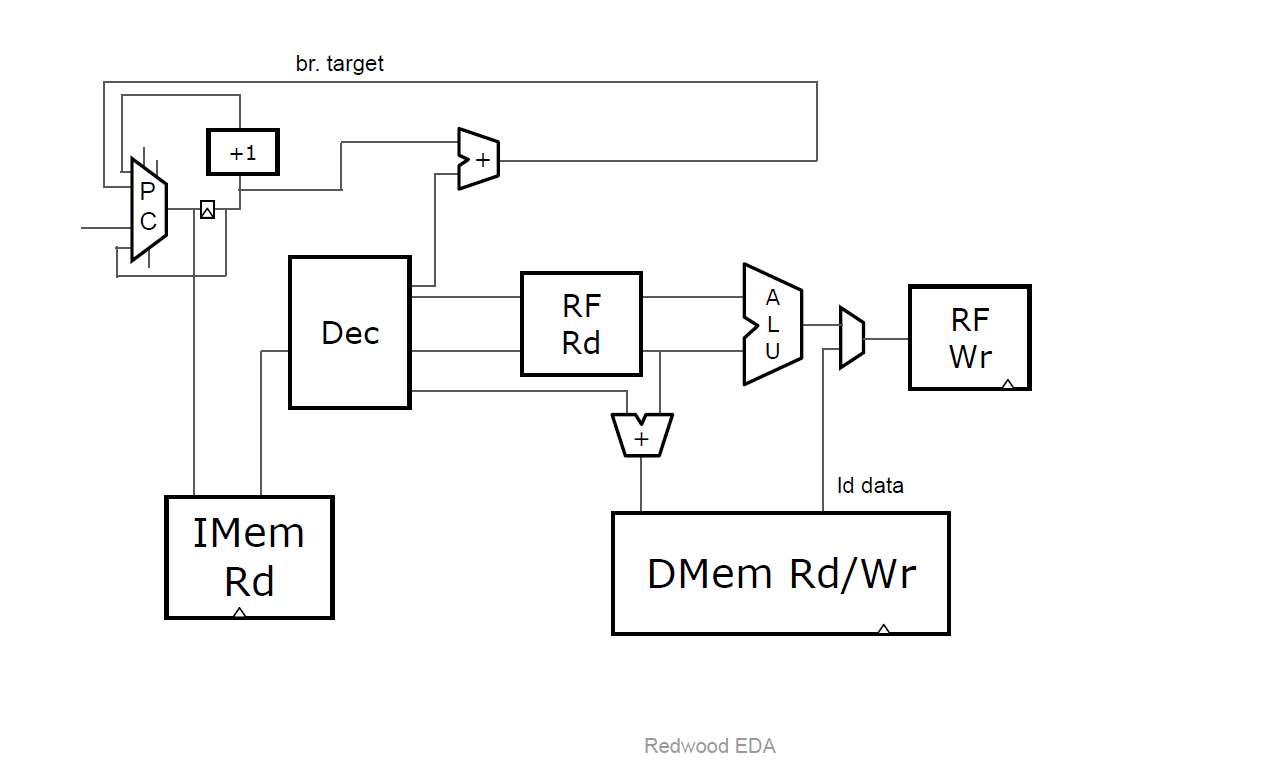 br. target
+1
P
C
+
Dec
RF
Rd
A
L
U
RF
Wr
+
ld data
IMem
Rd
DMem Rd/Wr
Redwood EDA